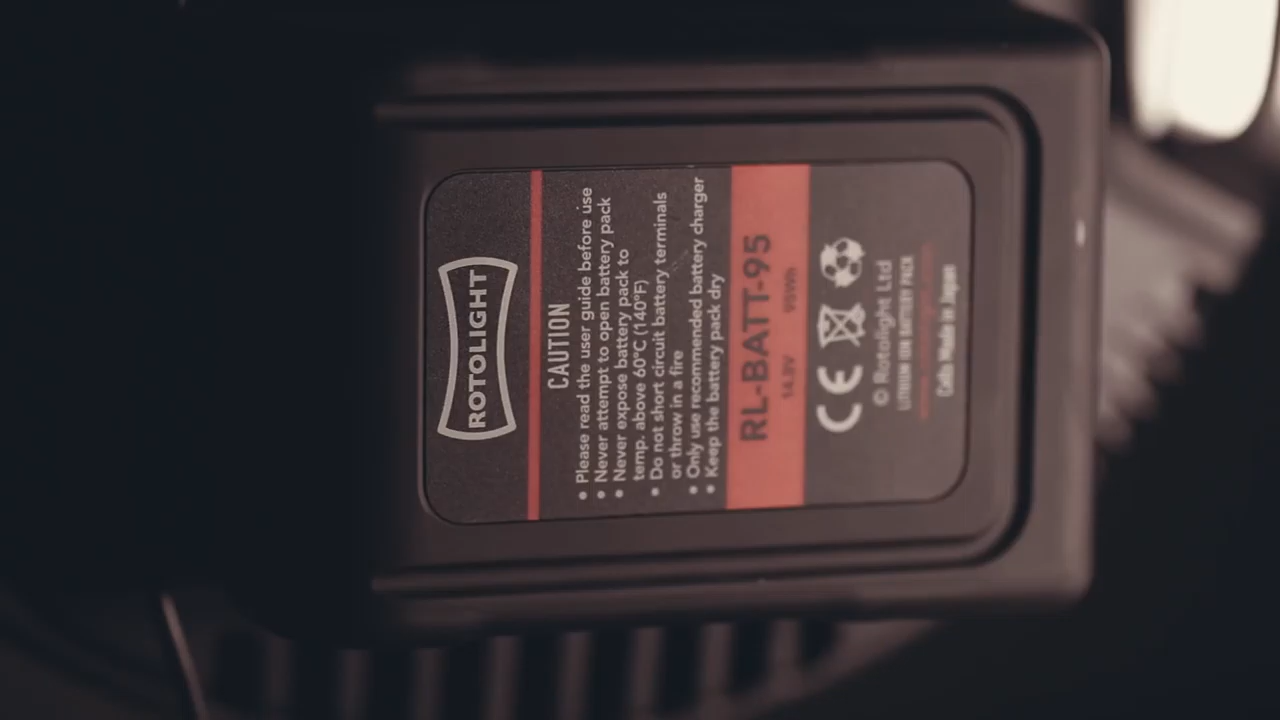 ROTOLIGHT
CAUTION
• Please read the user guide before use
• Never attempt to open battery pack
• Never expose battery pack to
temp. above 60°C (140°F)
• Do not short circuit battery terminals
or throw in a fire
• Only use recommended battery charger
• Keep the battery pack dry
RL-BATT-95
14.8V 95Wh
CE
© Rotolight Ltd
LITHIUM ION BATTERY PACK
Cells Made in Japan